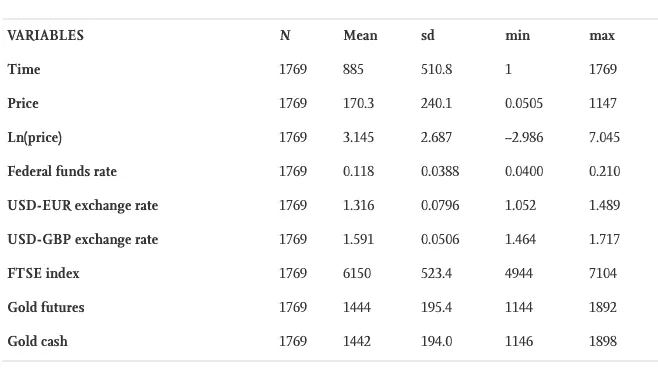 VARIABLES N Mean sd min max
Time 1769 885 510.8 1 1769
Price 1769 170.3 240.1 0.0505 1147
Ln(price) 1769 3.145 2.687 –2.986 7.045
Federal funds rate 1769 0.118 0.0388 0.0400 0.210
USD-EUR exchange rate 1769 1.316 0.0796 1.052 1.489
USD-GBP exchange rate 1769 1.591 0.0506 1.464 1.717
FTSE index 1769 6150 523.4 4944 7104
Gold futures 1769 1444 195.4 1144 1892
Gold cash 1769 1442 194.0 1146 1898